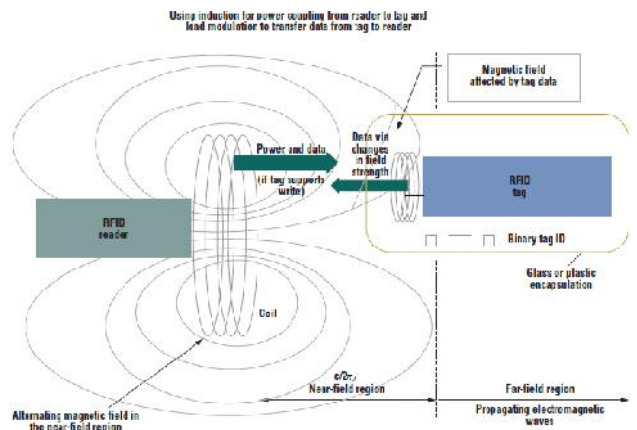 Using induction for power coupling from reader to tag and
load modulation to transfer data from tag to reader
Magnetic field
affected by tag data
Power and data
(if tag supports
write)
Data via
changes
in field
strength
RFID
tag
RFID
reader
Binary tag ID
Glass or plastic
encapsulation
Coil
Near-field region
Far-field region
Alternating magnetic field in
the near-field region
Propagating electromagnetic
waves